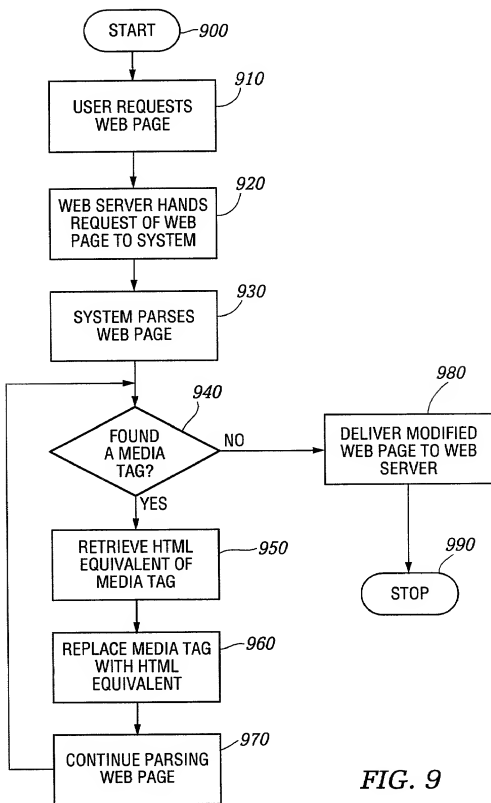 START
900
910
USER REQUESTS
WEB PAGE
920
WEB SERVER HANDS
REQUEST OF WEB
PAGE TO SYSTEM
930
SYSTEM PARSES
WEB PAGE
940
FOUND
A MEDIA
TAG?
NO
YES
980
DELIVER MODIFIED
WEB PAGE TO WEB
SERVER
990
STOP
950
RETRIEVE HTML
EQUIVALENT OF
MEDIA TAG
960
REPLACE MEDIA TAG
WITH HTML
EQUIVALENT
970
CONTINUE PARSING
WEB PAGE
FIG. 9